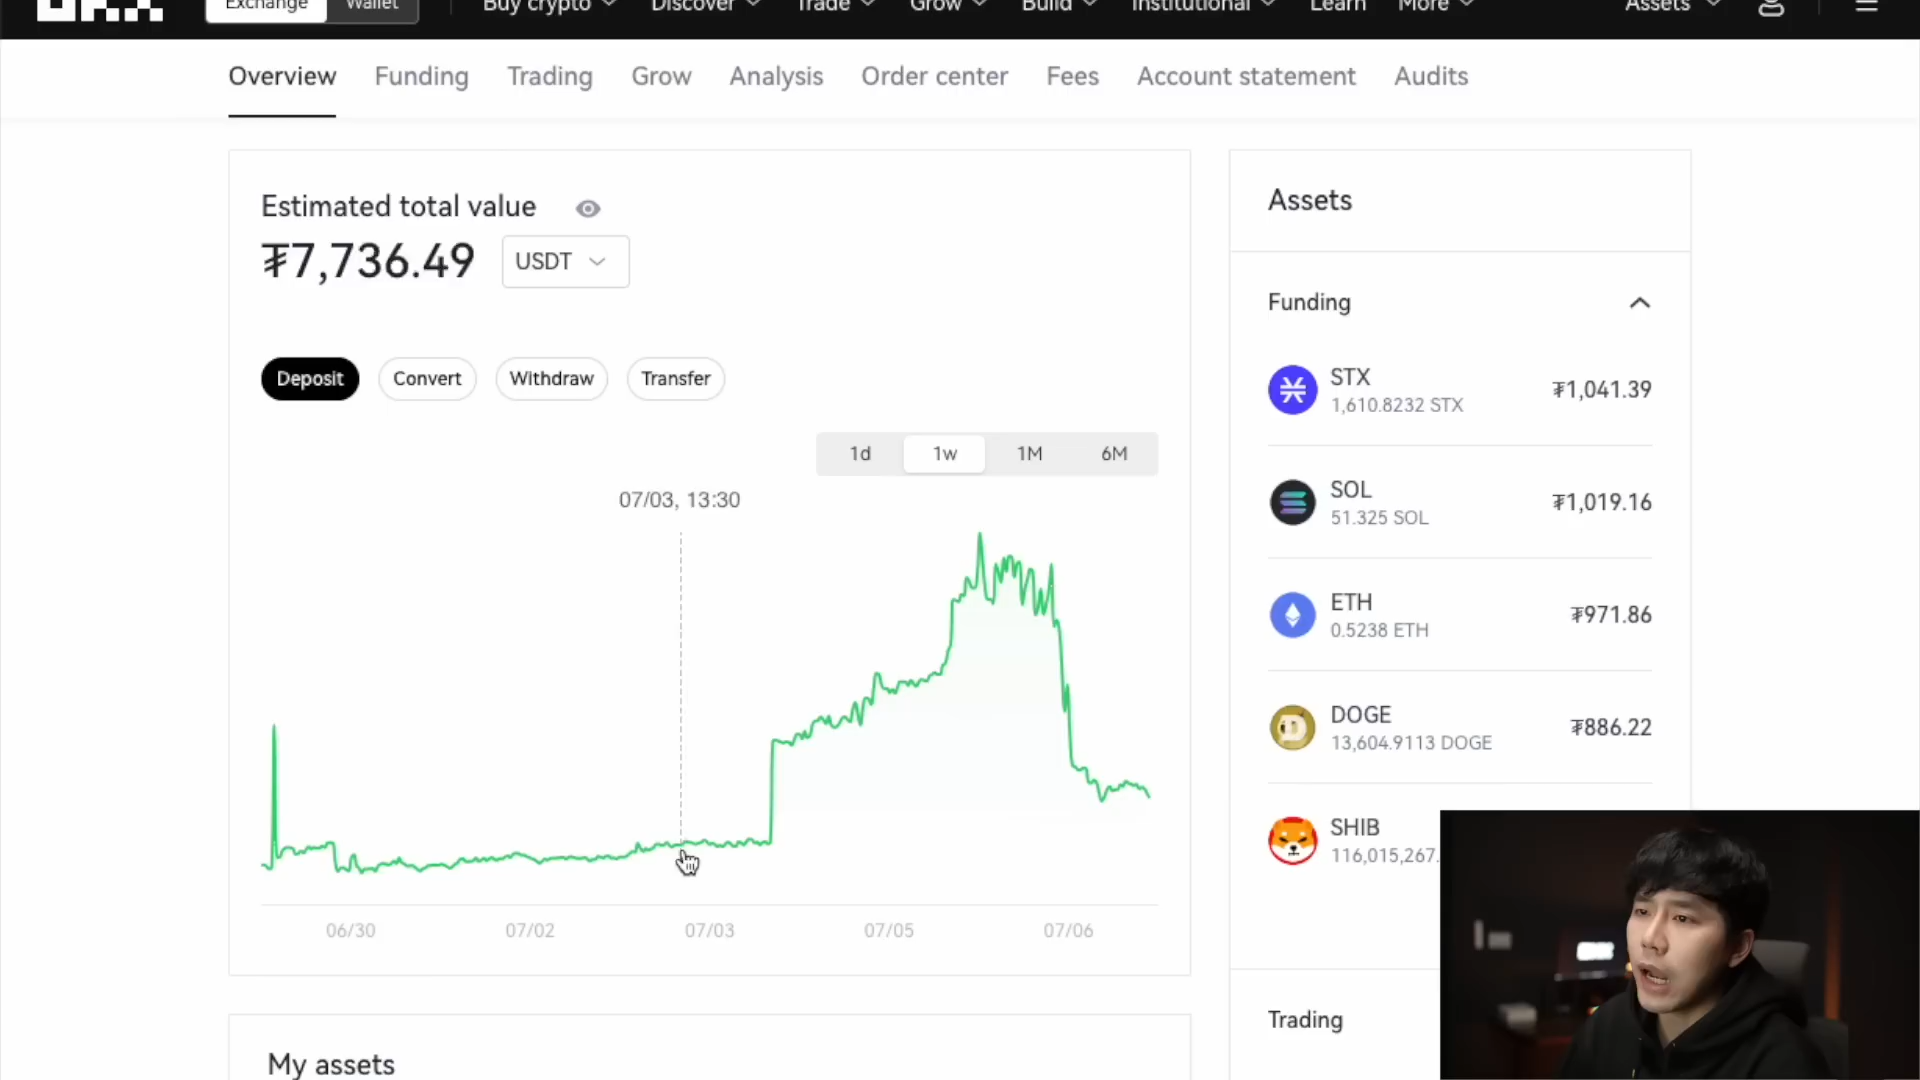 OKX Exchange Wallet Buy crypto Discover Trade Grow Build Institutional Learn More Assets
Overview Funding Trading Grow Analysis Order center Fees Account statement Audits
Estimated total value
₮7,736.49 USDT
Deposit Convert Withdraw Transfer
1d 1w 1M 6M
07/03, 13:30
06/30 07/02 07/03 07/05 07/06
My assets
Assets
Funding
STX
1,610.8232 STX
₮1,041.39
SOL
51.325 SOL
₮1,019.16
ETH
0.5238 ETH
₮971.86
DOGE
13,604.9113 DOGE
₮886.22
SHIB
116,015,267.
Trading